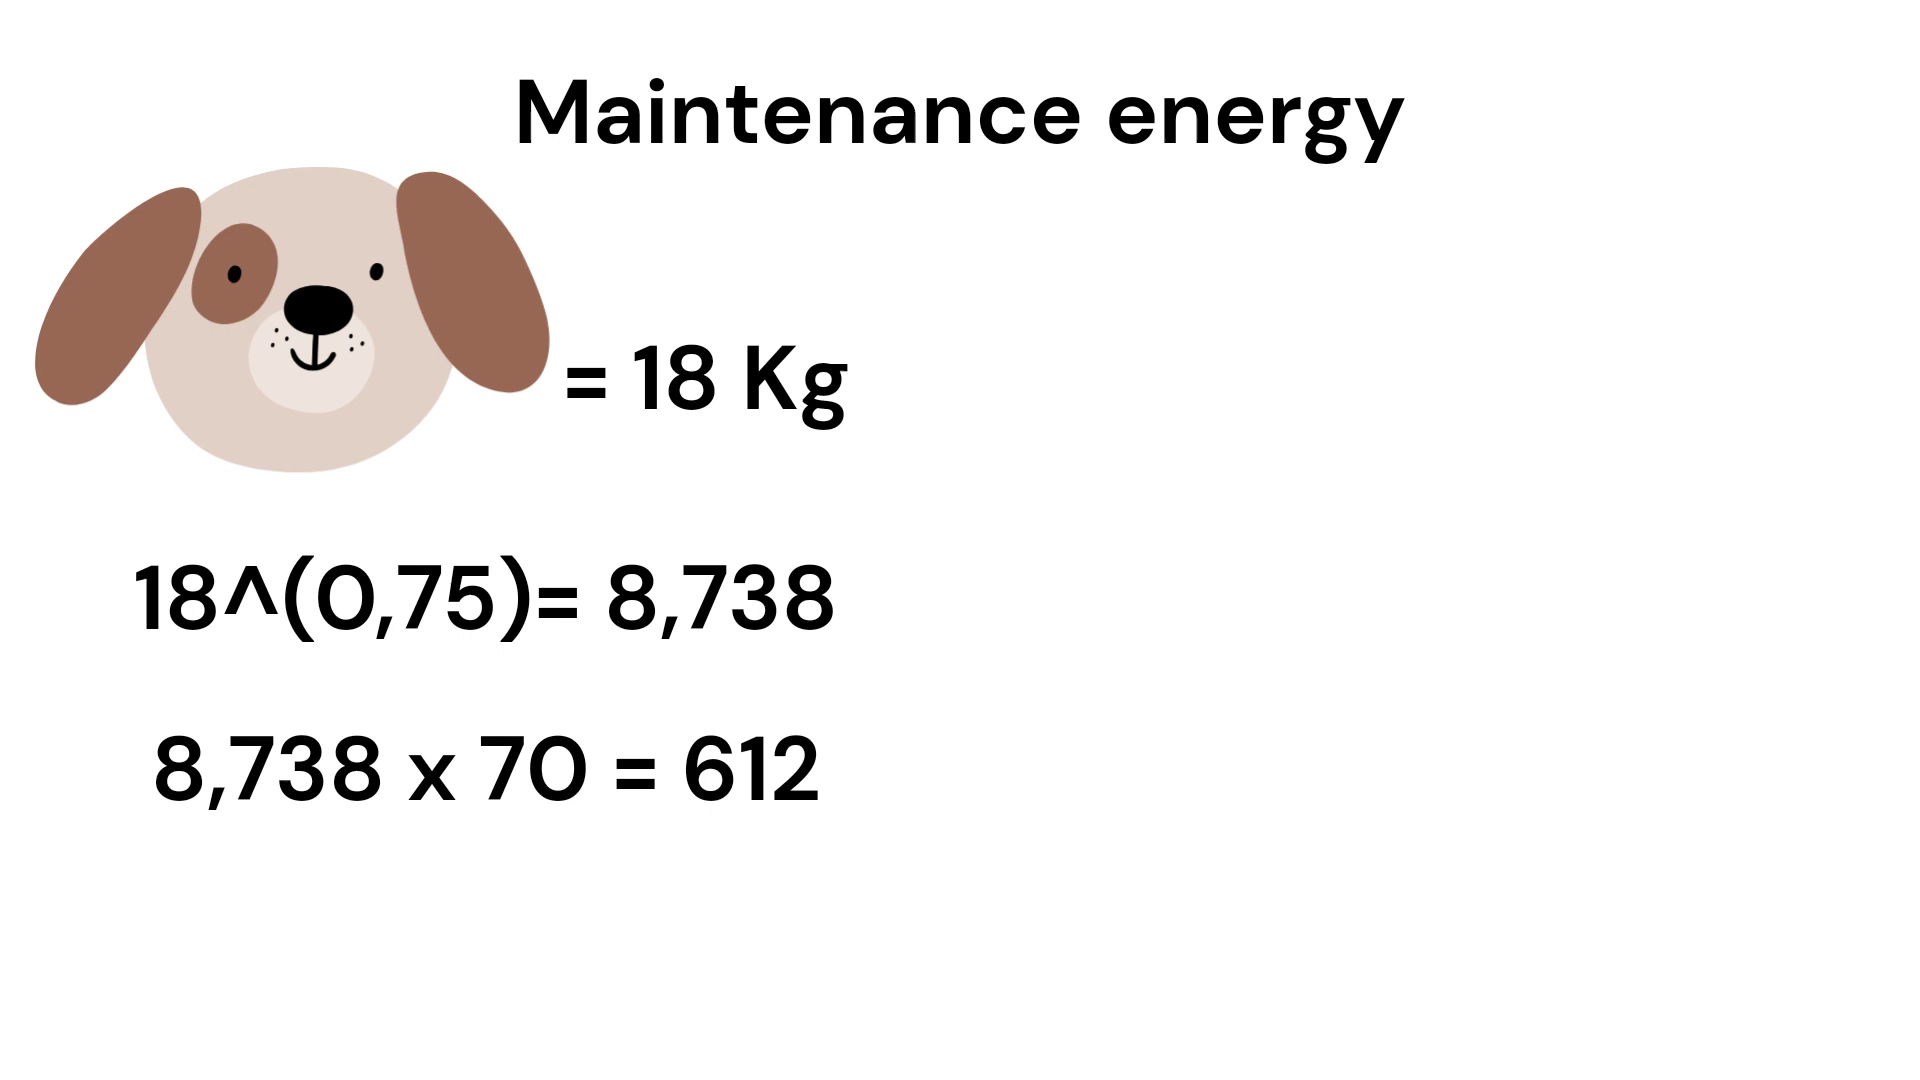 Maintenance energy
= 18 Kg
18^(0,75)= 8,738
8,738 x 70 = 612